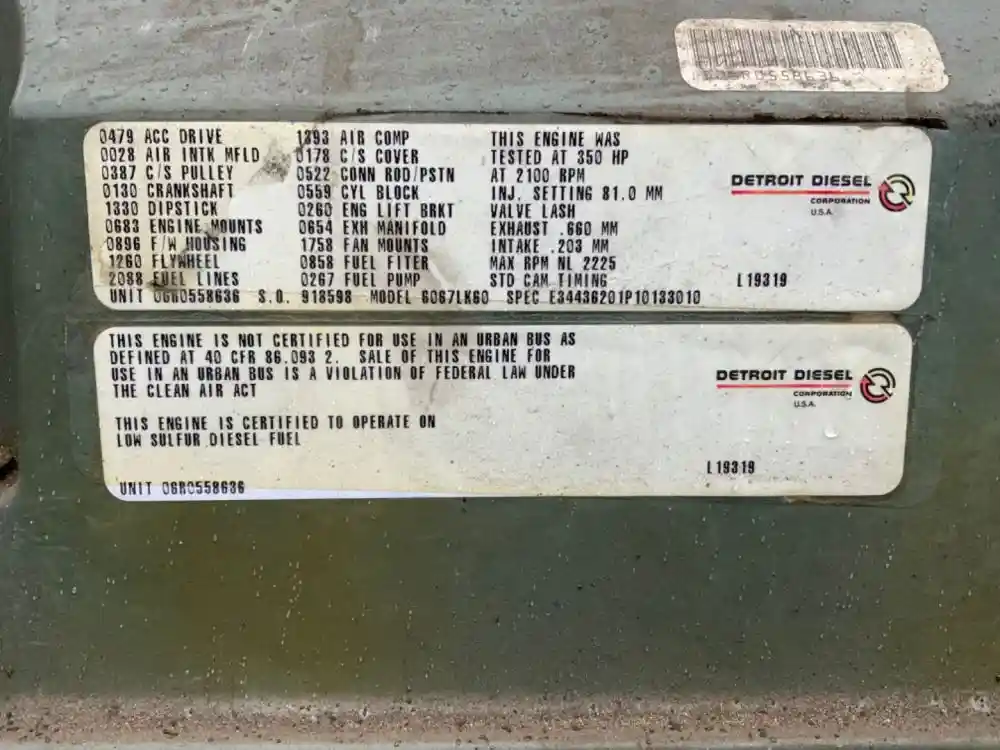 06R0558636
0479 ACC DRIVE 1393 AIR COMP THIS ENGINE WAS
0028 AIR INTK MFLD 0178 C/S COVER TESTED AT 350 HP
0387 C/S PULLEY 0522 CONN ROD/PSTN AT 2100 RPM
0130 CRANKSHAFT 0559 CYL BLOCK INJ. SETTING 81.0 MM
1330 DIPSTICK 0260 ENG LIFT BRKT VALVE LASH
0683 ENGINE MOUNTS 0654 EXH MANIFOLD EXHAUST .660 MM
0896 F/W HOUSING 1758 FAN MOUNTS INTAKE .203 MM
1260 FLYWHEEL 0858 FUEL FITER MAX RPM NL 2225
2088 FUEL LINES 0267 FUEL PUMP STD CAM TIMING
UNIT 06R0558636 S.O. 918598 MODEL 6067LK60 SPEC E34436201P10133010
DETROIT DIESEL
CORPORATION
U.S.A.
L19319
THIS ENGINE IS NOT CERTIFIED FOR USE IN AN URBAN BUS AS
DEFINED AT 40 CFR 86.093 2. SALE OF THIS ENGINE FOR
USE IN AN URBAN BUS IS A VIOLATION OF FEDERAL LAW UNDER
THE CLEAN AIR ACT
THIS ENGINE IS CERTIFIED TO OPERATE ON
LOW SULFUR DIESEL FUEL
UNIT 06R0558636
DETROIT DIESEL
CORPORATION
U.S.A.
L19319